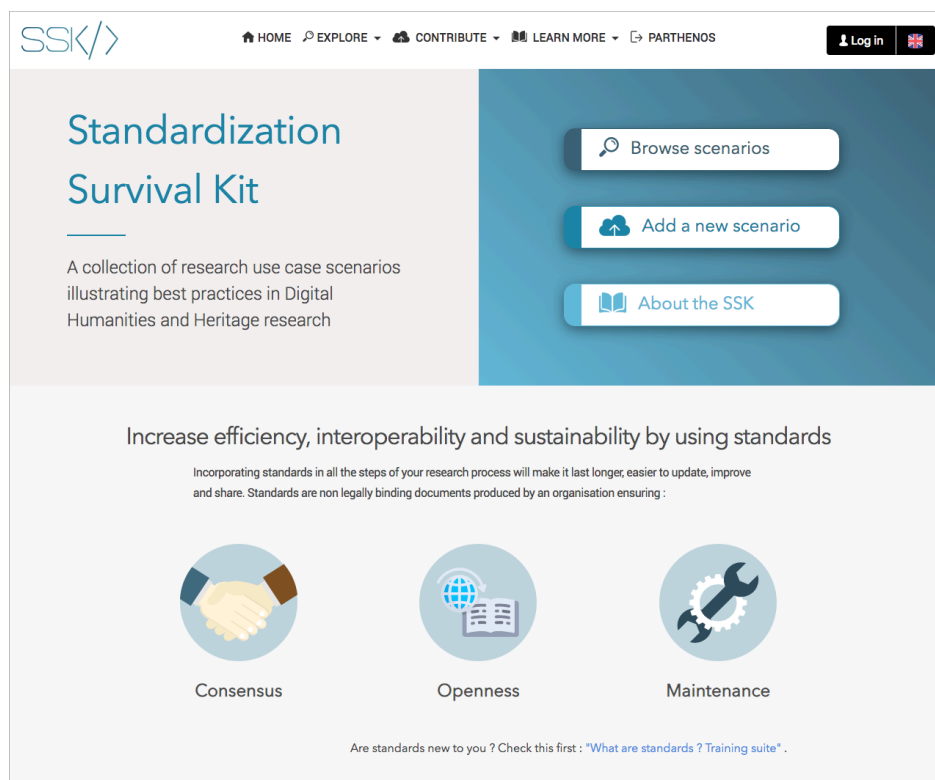 SSK</>
HOME EXPLORE CONTRIBUTE LEARN MORE PARTHENOS
Log in
Standardization
Survival Kit
A collection of research use case scenarios
illustrating best practices in Digital
Humanities and Heritage research
Browse scenarios
Add a new scenario
About the SSK
Increase efficiency, interoperability and sustainability by using standards
Incorporating standards in all the steps of your research process will make it last longer, easier to update, improve
and share. Standards are non legally binding documents produced by an organisation ensuring :
Consensus
Openness
Maintenance
Are standards new to you ? Check this first : "What are standards ? Training suite" .